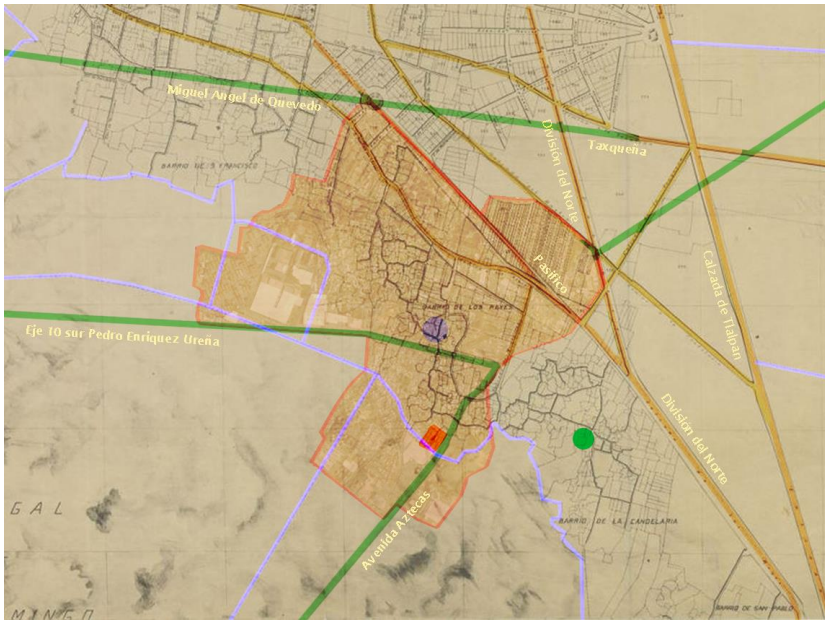 Miguel Angel de Quevedo
Taxqueña
División del Norte
BARRIO DE S FRANCISCO
Pasifico
Calzada de Tlalpan
BARRIO DE LOS REYES
Eje 10 sur Pedro Enriquez Ureña
División del Norte
GAL
Avenida Aztecas
BARRIO DE LA CANDELARIA
MINGO
BARRIO DE SAN PABLO